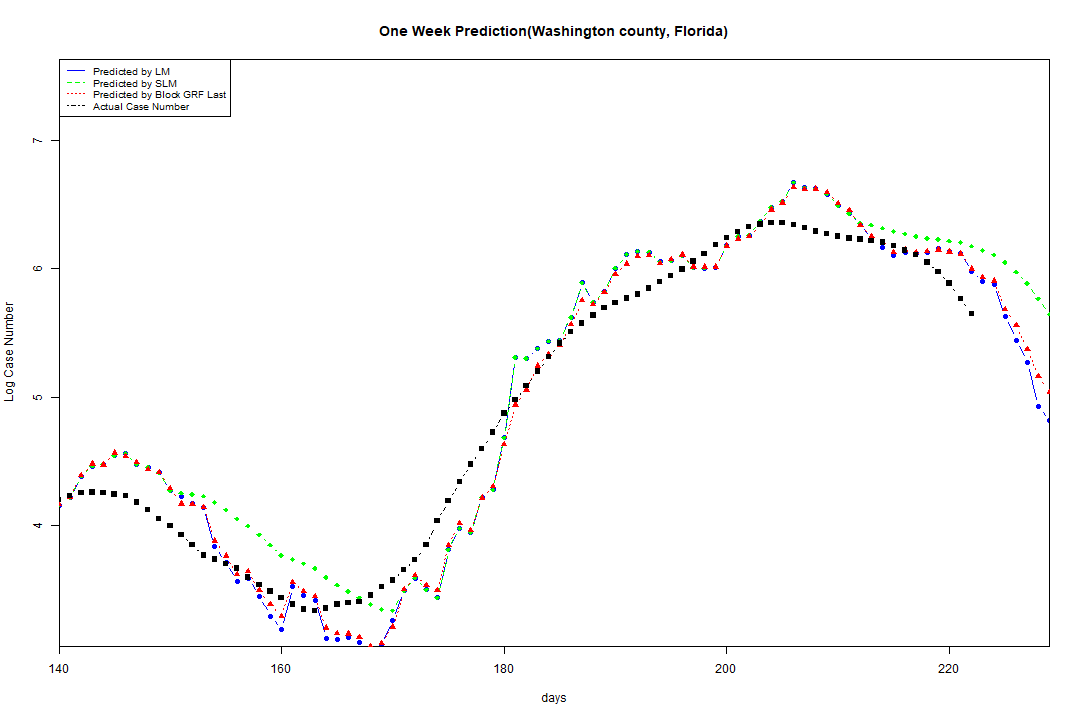 One Week Prediction(Washington county, Florida)
Predicted by LM
Predicted by SLM
Predicted by Block GRF Last
Actual Case Number
7
6
5
4
Log Case Number
140 160 180 200 220
days